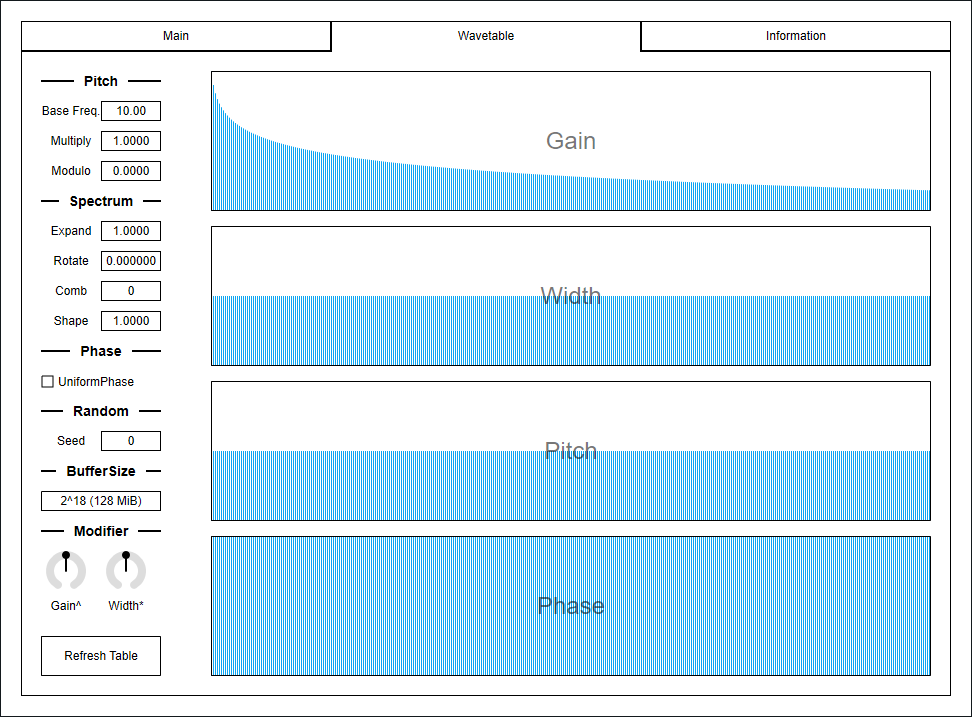 Main
Wavetable
Information
Pitch
Base Freq. 10.00
Multiply 1.0000
Modulo 0.0000
Spectrum
Expand 1.0000
Rotate 0.000000
Comb 0
Shape 1.0000
Phase
UniformPhase
Random
Seed 0
BufferSize
2^18 (128 MiB)
Modifier
Gain^ Width*
Refresh Table
Gain
Width
Pitch
Phase